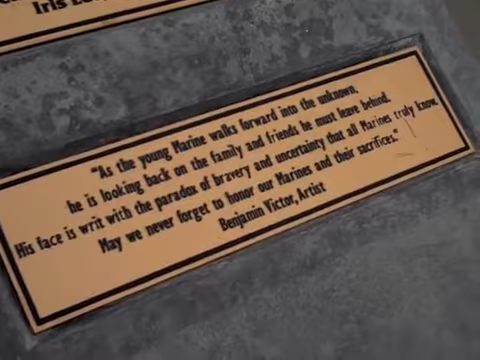 Iris
"As the young Marine walks forward into the unknown,
he is looking back on the family and friends he must leave behind.
His face is writ with the paradox of bravery and uncertainty that all Marines truly know.
May we never forget to honor our Marines and their sacrifices."
Benjamin Victor, Artist